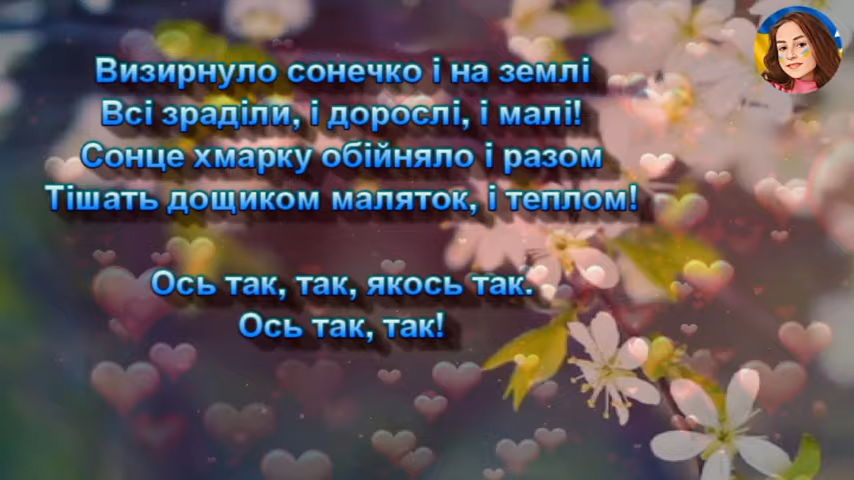 Визирнуло сонечко і на землі
Всі зраділи, і дорослі, і малі!
Сонце хмарку обійняло і разом
Тішать дощиком маляток, і теплом!
Ось так, так, якось так.
Ось так, так!